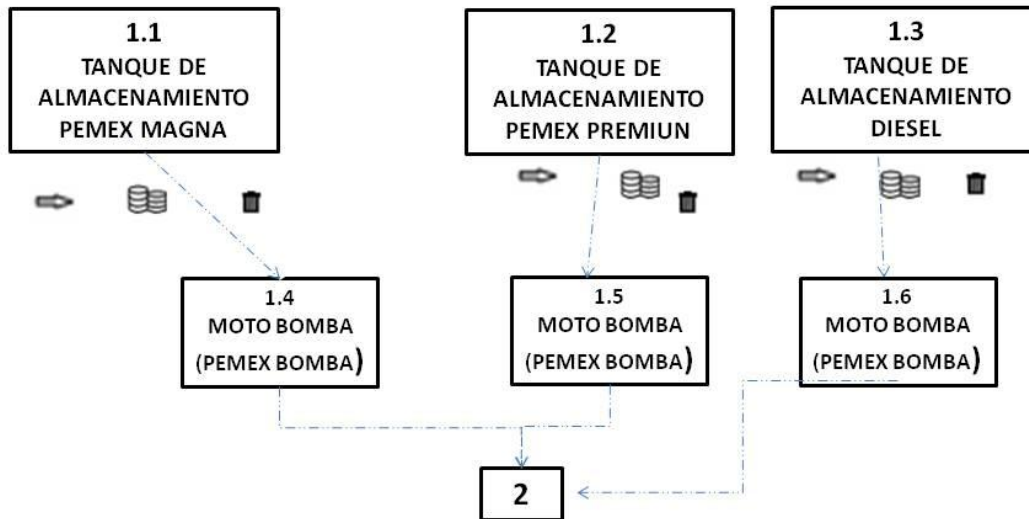 1.1
TANQUE DE
ALMACENAMIENTO
PEMEX MAGNA
1.2
TANQUE DE
ALMACENAMIENTO
PEMEX PREMIUN
1.3
TANQUE DE
ALMACENAMIENTO
DIESEL
1.4
MOTO BOMBA
(PEMEX BOMBA)
1.5
MOTO BOMBA
(PEMEX BOMBA)
1.6
MOTO BOMBA
(PEMEX BOMBA)
2